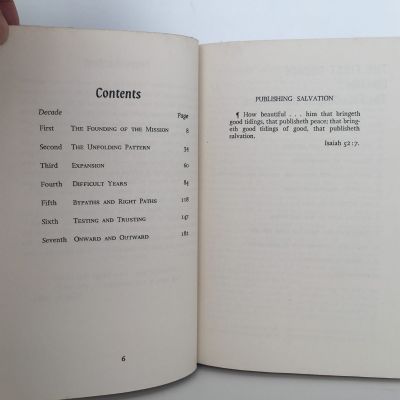 Contents
Decade Page
First THE FOUNDING OF THE MISSION 8
Second THE UNFOLDING PATTERN 34
Third EXPANSION 60
Fourth DIFFICULT YEARS 84
Fifth BYPATHS AND RIGHT PATHS 118
Sixth TESTING AND TRUSTING 147
Seventh ONWARD AND OUTWARD 181
6
PUBLISHING SALVATION
¶ How beautiful . . . him that bringeth
good tidings, that publisheth peace; that bring-
eth good tidings of good, that publisheth
salvation.
Isaiah 52:7.